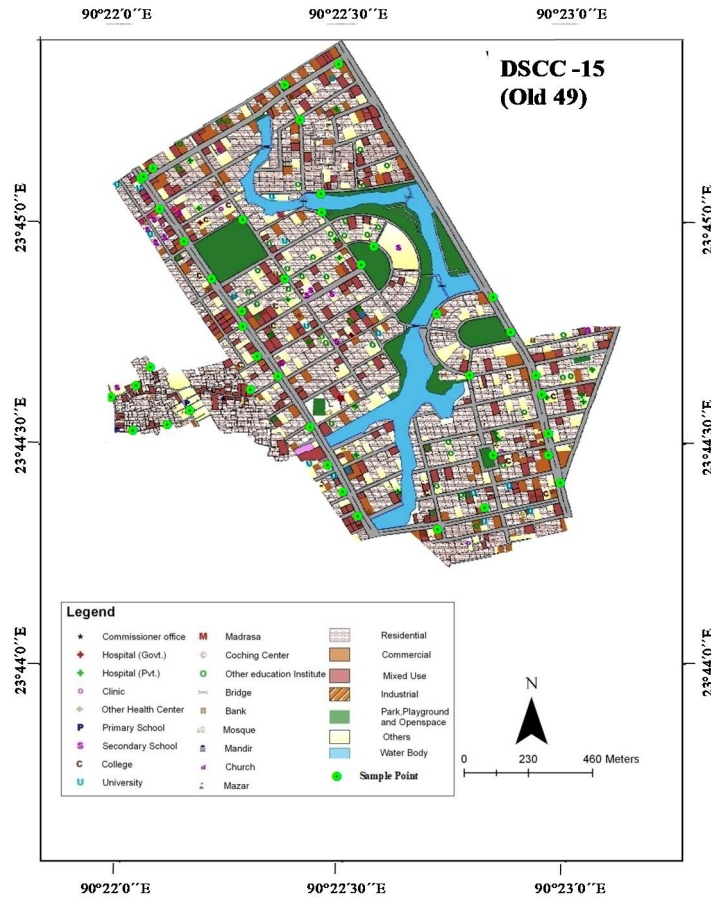 90°22´0´´E 90°22´30´´E 90°23´0´´E
DSCC -15
(Old 49)
23°45´0´´E 23°45´0´´E
23°44´30´´E 23°44´30´´E
23°44´0´´E 23°44´0´´E
Legend
Commissioner office
Hospital (Govt.)
Hospital (Pvt.)
Clinic
Other Health Center
P Primary School
S Secondary School
C College
U University
M Madrasa
© Coching Center
O Other education Institute
Bridge
Bank
Mosque
Mandir
Church
Mazar
Residential
Commercial
Mixed Use
Industrial
Park,Playground
and Openspace
Others
Water Body
Sample Point
N
0 230 460 Meters
90°22´0´´E 90°22´30´´E 90°23´0´´E